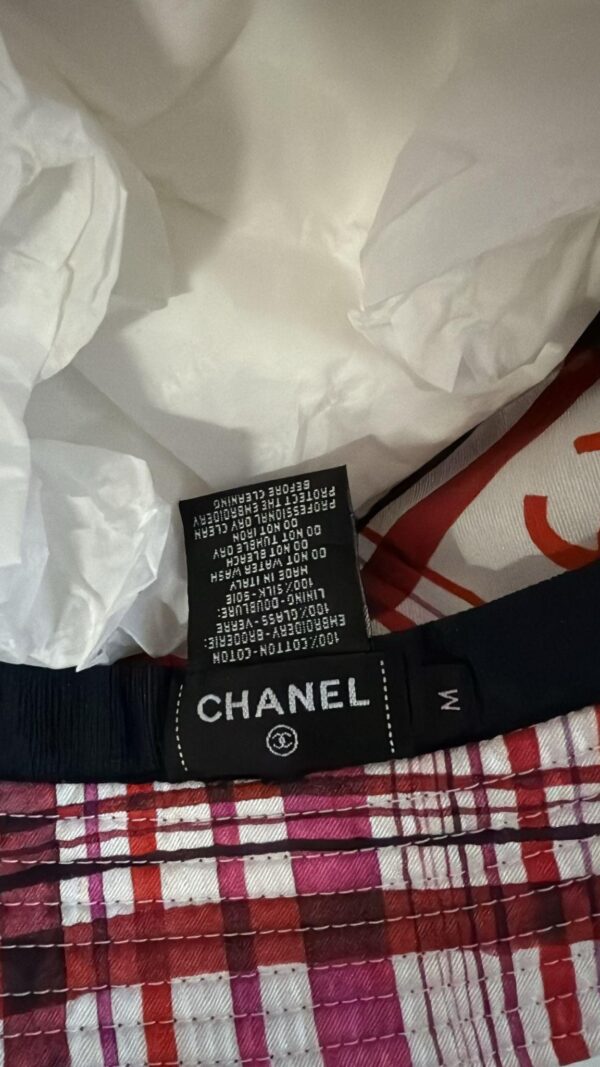 100% COTTON-COTON
EMBROIDERY-BRODERIE:
100% GLASS-VERRE
LINING-DOUBLURE:
100% SILK-SOIE
MADE IN ITALY
DO NOT WATER WASH
DO NOT BLEACH
DO NOT TUMBLE DRY
DO NOT IRON
PROFESSIONAL DRY CLEAN
PROTECT THE EMBROIDERY
BEFORE CLEANING
CHANEL
M